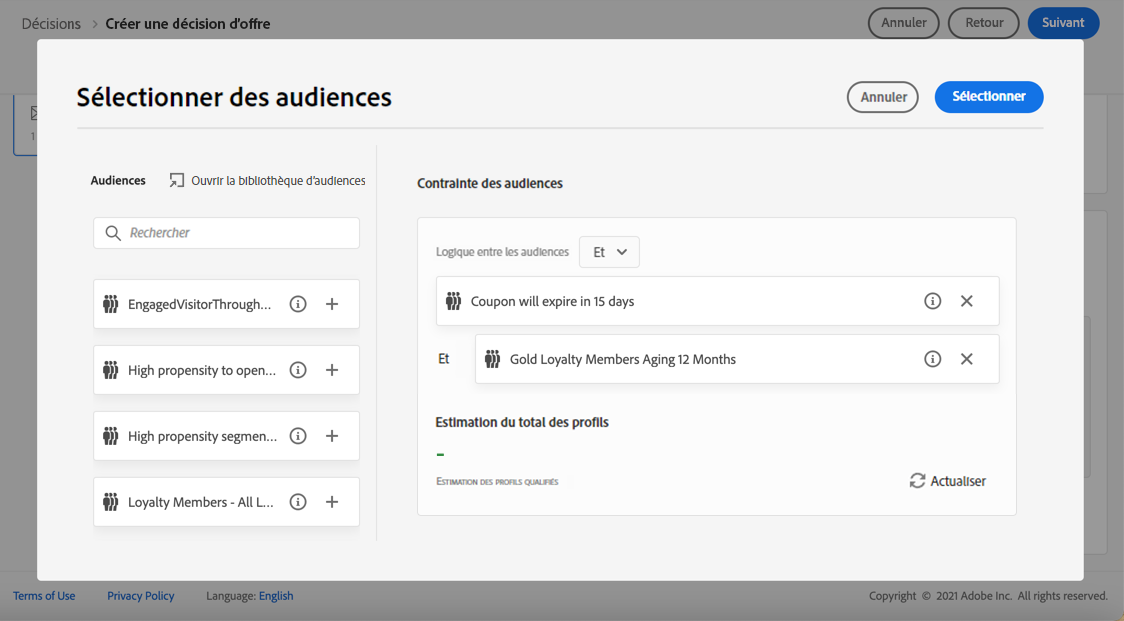 Décisions > Créer une décision d'offre
Annuler
Retour
Suivant
1
Sélectionner des audiences
Annuler
Sélectionner
Audiences
Ouvrir la bibliothèque d'audiences
Rechercher
EngagedVisitorThrough...
High propensity to open...
High propensity segmen...
Loyalty Members - All L...
Contrainte des audiences
Logique entre les audiences
Et
Coupon will expire in 15 days
Et
Gold Loyalty Members Aging 12 Months
Estimation du total des profils
–
Estimation des profils qualifiés
Actualiser
Terms of Use
Privacy Policy
Language: English
Copyright © 2021 Adobe Inc. All rights reserved.